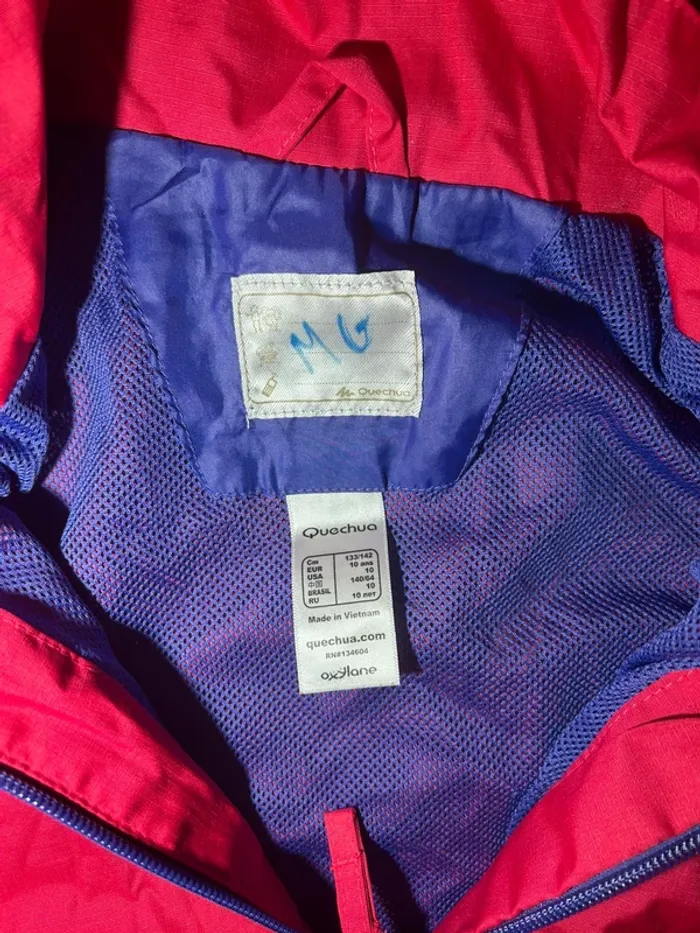 M G
Quechua
Quechua
Cm 133/142
EUR 10 ans
USA 10
中国 140/64
BRASIL 10
RU 10 лет
Made in Vietnam
quechua.com
RN#134604
oxylane